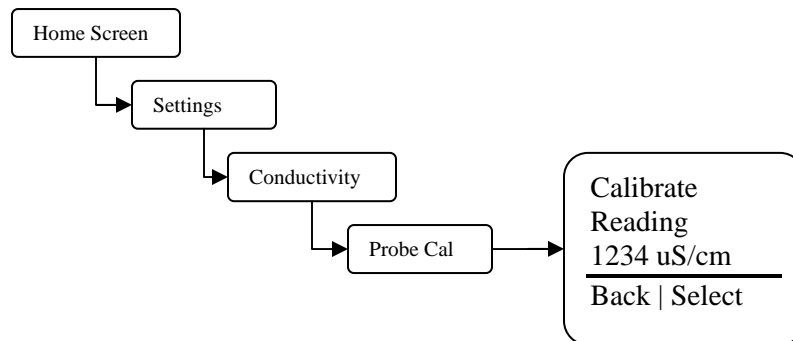 Home Screen
Settings
Conductivity
Probe Cal
Calibrate
Reading
1234 uS/cm
Back | Select